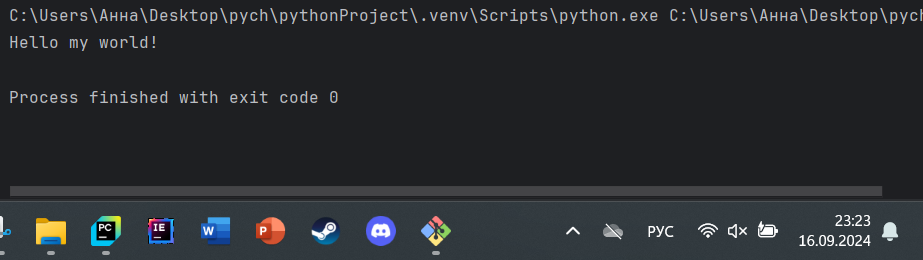 C:\Users\Анна\Desktop\pych\pythonProject\.venv\Scripts\python.exe C:\Users\Анна\Desktop\pych
Hello my world!
Process finished with exit code 0
PC
IE
W
P
РУС
23:23
16.09.2024